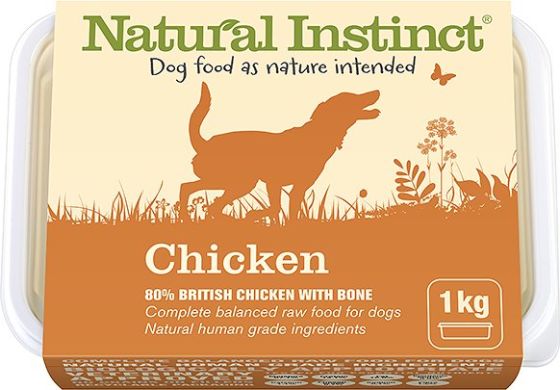 Natural Instinct®
Dog food as nature intended
Chicken
80% BRITISH CHICKEN WITH BONE
Complete balanced raw food for dogs
Natural human grade ingredients
1kg